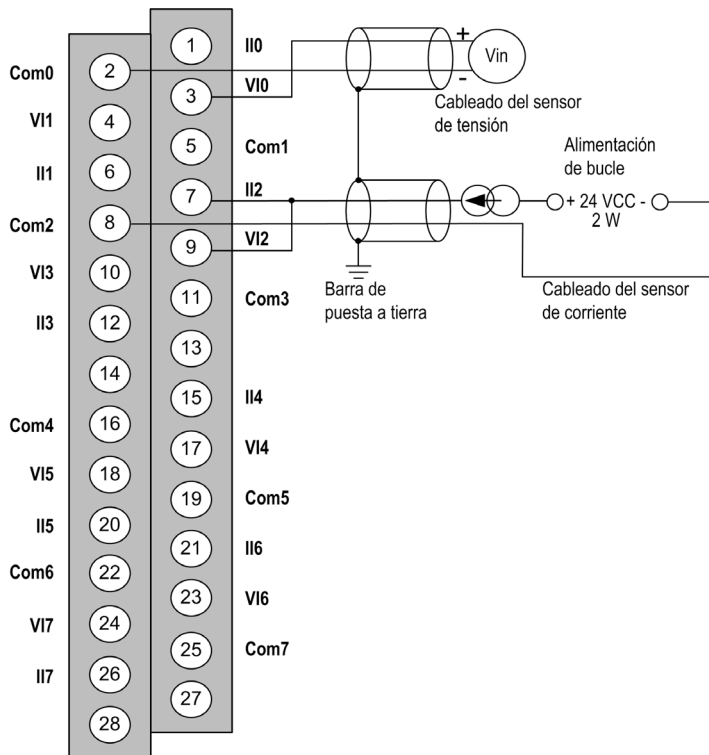 1 II0
Com0 2
+
Vin
-
3 VI0
VI1 4
Cableado del sensor
de tensión
5 Com1
II1 6
Alimentación
de bucle
7 II2
+ 24 VCC -
2 W
Com2 8
9 VI2
VI3 10
Barra de
puesta a tierra
Cableado del sensor
de corriente
11 Com3
II3 12
13
14
15 II4
Com4 16
17 VI4
VI5 18
19 Com5
II5 20
21 II6
Com6 22
23 VI6
VI7 24
25 Com7
II7 26
27
28